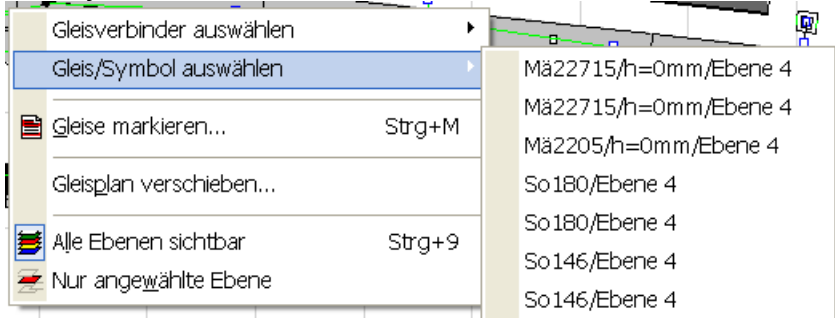 Gleisverbinder auswählen
Gleis/Symbol auswählen
Gleise markieren... Strg+M
Gleisplan verschieben...
Alle Ebenen sichtbar Strg+9
Nur angewählte Ebene
Mä22715/h=0mm/Ebene 4
Mä22715/h=0mm/Ebene 4
Mä2205/h=0mm/Ebene 4
So180/Ebene 4
So180/Ebene 4
So146/Ebene 4
So146/Ebene 4